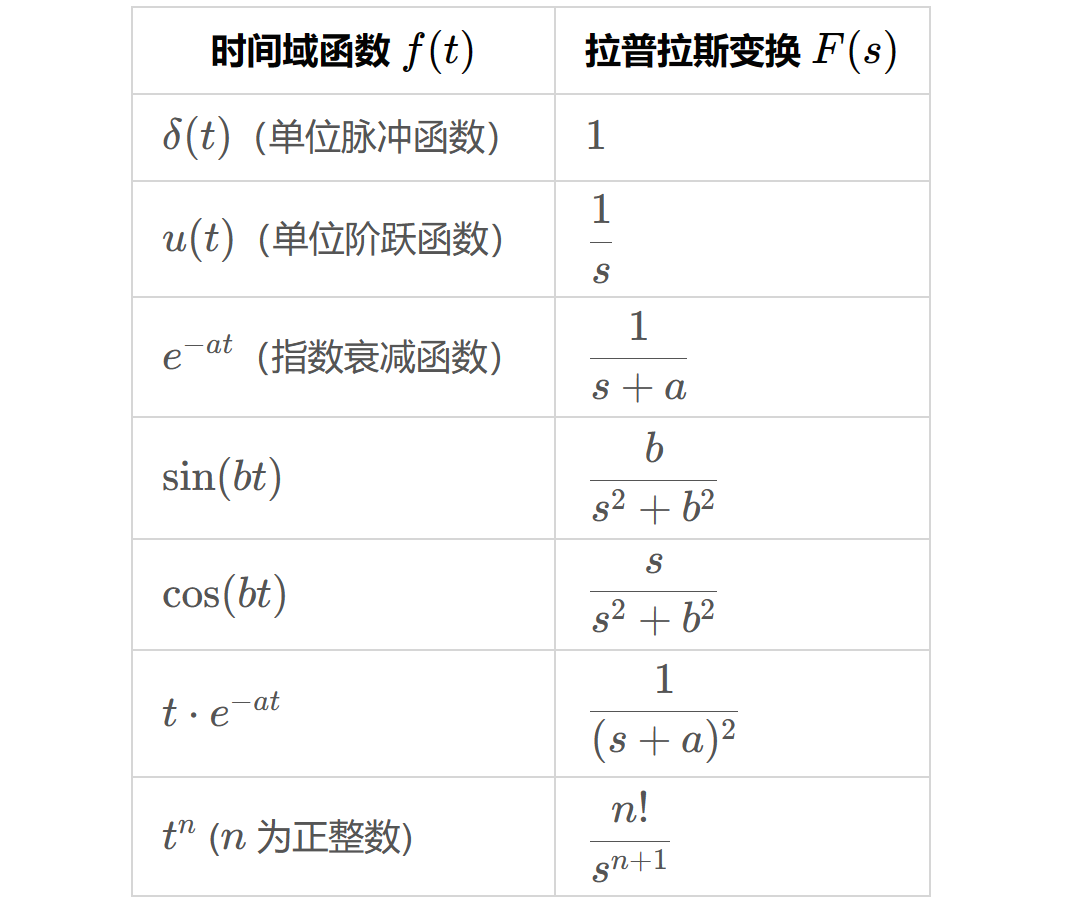 时间域函数 f(t) 拉普拉斯变换 F(s)
δ(t)（单位脉冲函数） 1
u(t)（单位阶跃函数） \frac{1}{s}
e^{-at}（指数衰减函数） \frac{1}{s+a}
sin(bt) \frac{b}{s^2+b^2}
cos(bt) \frac{s}{s^2+b^2}
t · e^{-at} \frac{1}{(s+a)^2}
t^n (n 为正整数) \frac{n!}{s^{n+1}}